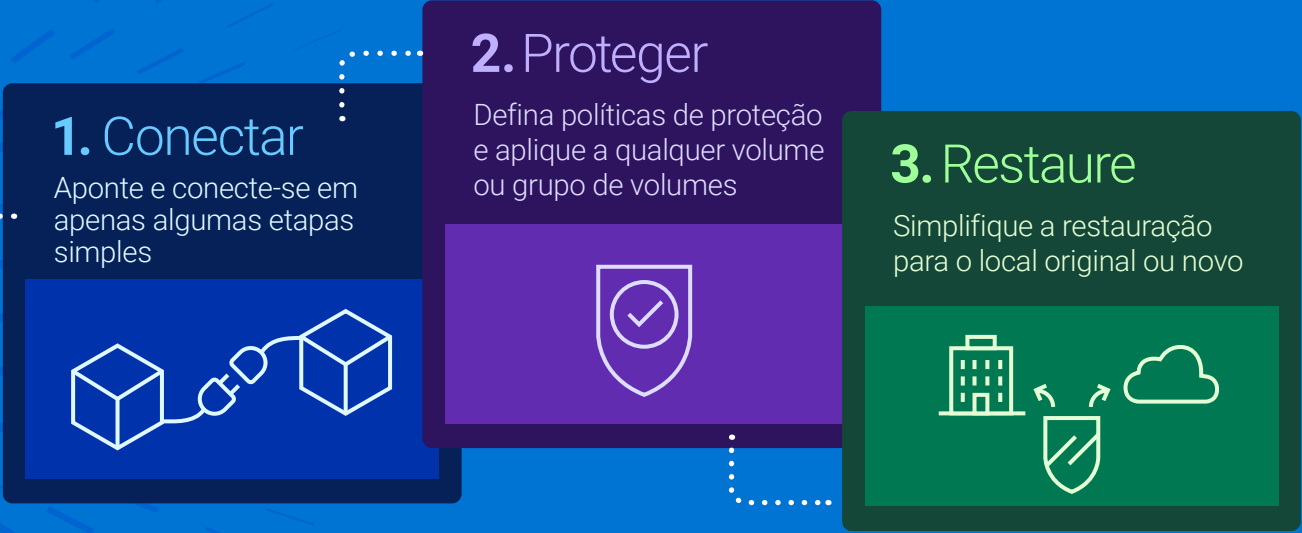 1. Conectar
Aponte e conecte-se em
apenas algumas etapas
simples
2. Proteger
Defina políticas de proteção
e aplique a qualquer volume
ou grupo de volumes
3. Restaure
Simplifique a restauração
para o local original ou novo